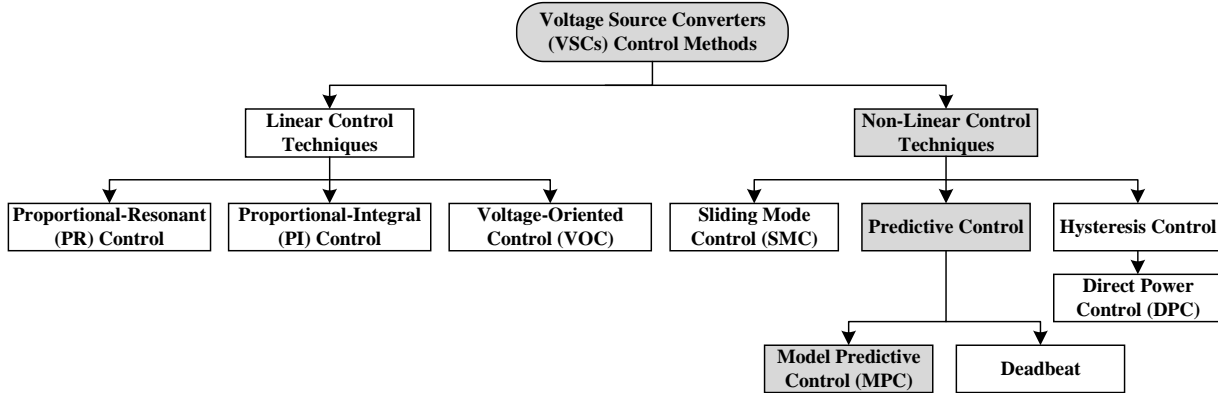 Voltage Source Converters
(VSCs) Control Methods
Linear Control
Techniques
Non-Linear Control
Techniques
Proportional-Resonant
(PR) Control
Proportional-Integral
(PI) Control
Voltage-Oriented
Control (VOC)
Sliding Mode
Control (SMC)
Predictive Control
Hysteresis Control
Direct Power
Control (DPC)
Model Predictive
Control (MPC)
Deadbeat